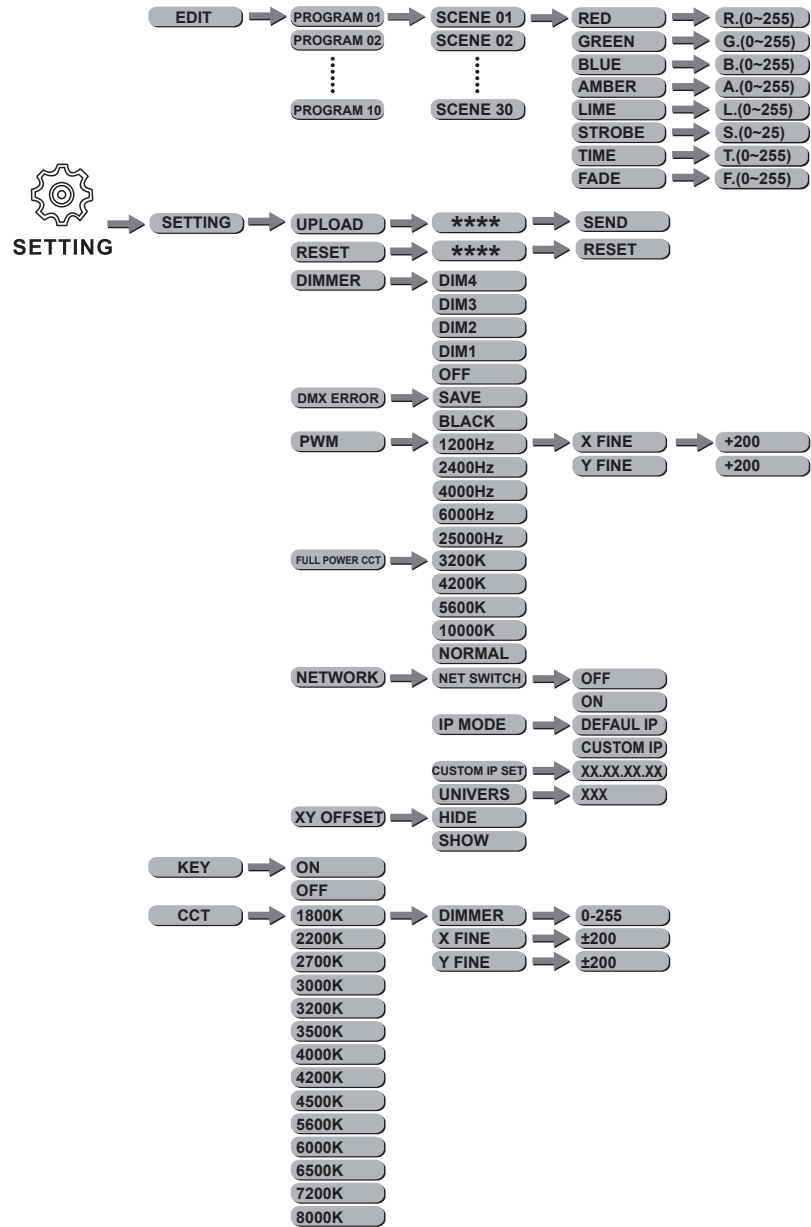 EDIT PROGRAM 01 SCENE 01 RED R.(0~255)
PROGRAM 02 SCENE 02 GREEN G.(0~255)
BLUE B.(0~255)
AMBER A.(0~255)
PROGRAM 10 SCENE 30 LIME L.(0~255)
STROBE S.(0~25)
TIME T.(0~255)
FADE F.(0~255)
SETTING
SETTING UPLOAD **** SEND
RESET **** RESET
DIMMER DIM4
DIM3
DIM2
DIM1
OFF
DMX ERROR SAVE
BLACK
PWM 1200Hz X FINE +200
2400Hz Y FINE +200
4000Hz
6000Hz
25000Hz
FULL POWER CCT 3200K
4200K
5600K
10000K
NORMAL
NETWORK NET SWITCH OFF
ON
IP MODE DEFAUL IP
CUSTOM IP
CUSTOM IP SET XX.XX.XX.XX
UNIVERS XXX
XY OFFSET HIDE
SHOW
KEY ON
OFF
CCT 1800K DIMMER 0-255
2200K X FINE ±200
2700K Y FINE ±200
3000K
3200K
3500K
4000K
4200K
4500K
5600K
6000K
6500K
7200K
8000K